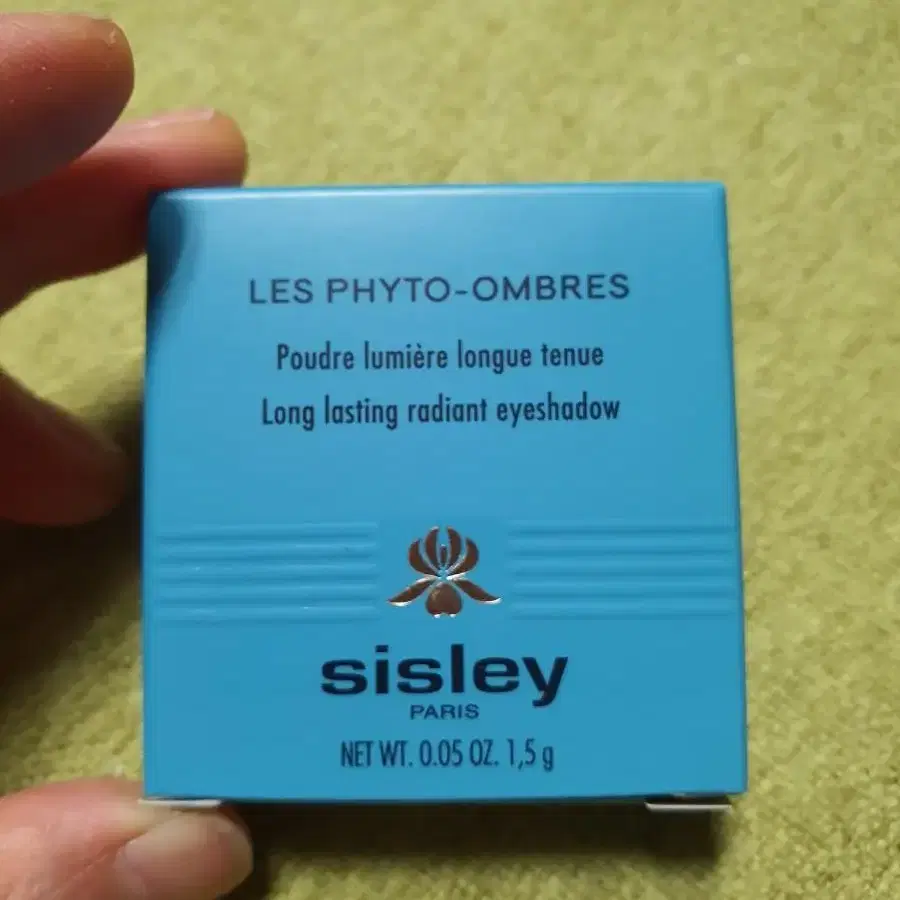 LES PHYTO-OMBRES
Poudre lumière longue tenue
Long lasting radiant eyeshadow
sisley
PARIS
NET WT. 0.05 OZ. 1,5 g